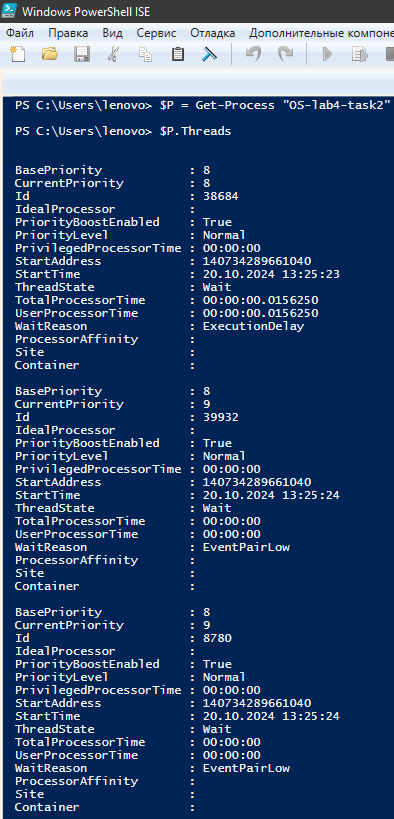 Windows PowerShell ISE
Файл Правка Вид Сервис Отладка Дополнительные компоне
PS C:\Users\lenovo> $P = Get-Process "OS-lab4-task2"
PS C:\Users\lenovo> $P.Threads
BasePriority : 8
CurrentPriority : 8
Id : 38684
IdealProcessor :
PriorityBoostEnabled : True
PriorityLevel : Normal
PrivilegedProcessorTime : 00:00:00
StartAddress : 140734289661040
StartTime : 20.10.2024 13:25:23
ThreadState : Wait
TotalProcessorTime : 00:00:00.0156250
UserProcessorTime : 00:00:00.0156250
WaitReason : ExecutionDelay
ProcessorAffinity :
Site :
Container :
BasePriority : 8
CurrentPriority : 9
Id : 39932
IdealProcessor :
PriorityBoostEnabled : True
PriorityLevel : Normal
PrivilegedProcessorTime : 00:00:00
StartAddress : 140734289661040
StartTime : 20.10.2024 13:25:24
ThreadState : Wait
TotalProcessorTime : 00:00:00
UserProcessorTime : 00:00:00
WaitReason : EventPairLow
ProcessorAffinity :
Site :
Container :
BasePriority : 8
CurrentPriority : 9
Id : 8780
IdealProcessor :
PriorityBoostEnabled : True
PriorityLevel : Normal
PrivilegedProcessorTime : 00:00:00
StartAddress : 140734289661040
StartTime : 20.10.2024 13:25:24
ThreadState : Wait
TotalProcessorTime : 00:00:00
UserProcessorTime : 00:00:00
WaitReason : EventPairLow
ProcessorAffinity :
Site :
Container :